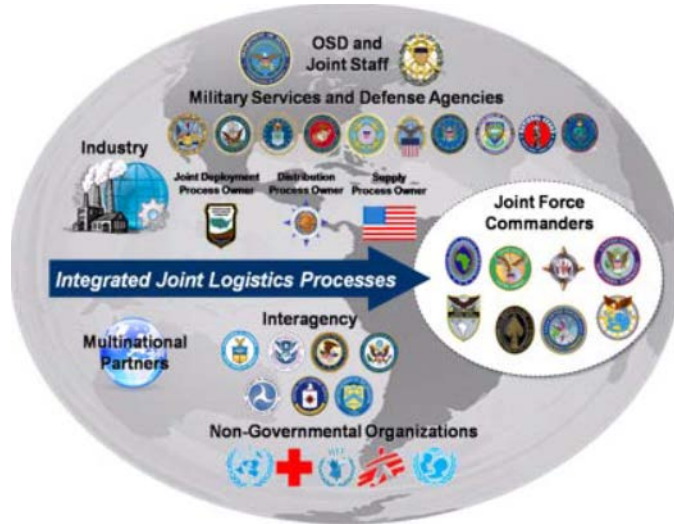 OSD and
Joint Staff
Military Services and Defense Agencies
Industry
Joint Deployment
Process Owner
Distribution
Process Owner
Supply
Process Owner
Joint Force
Commanders
Integrated Joint Logistics Processes
Interagency
Multinational
Partners
Non-Governmental Organizations